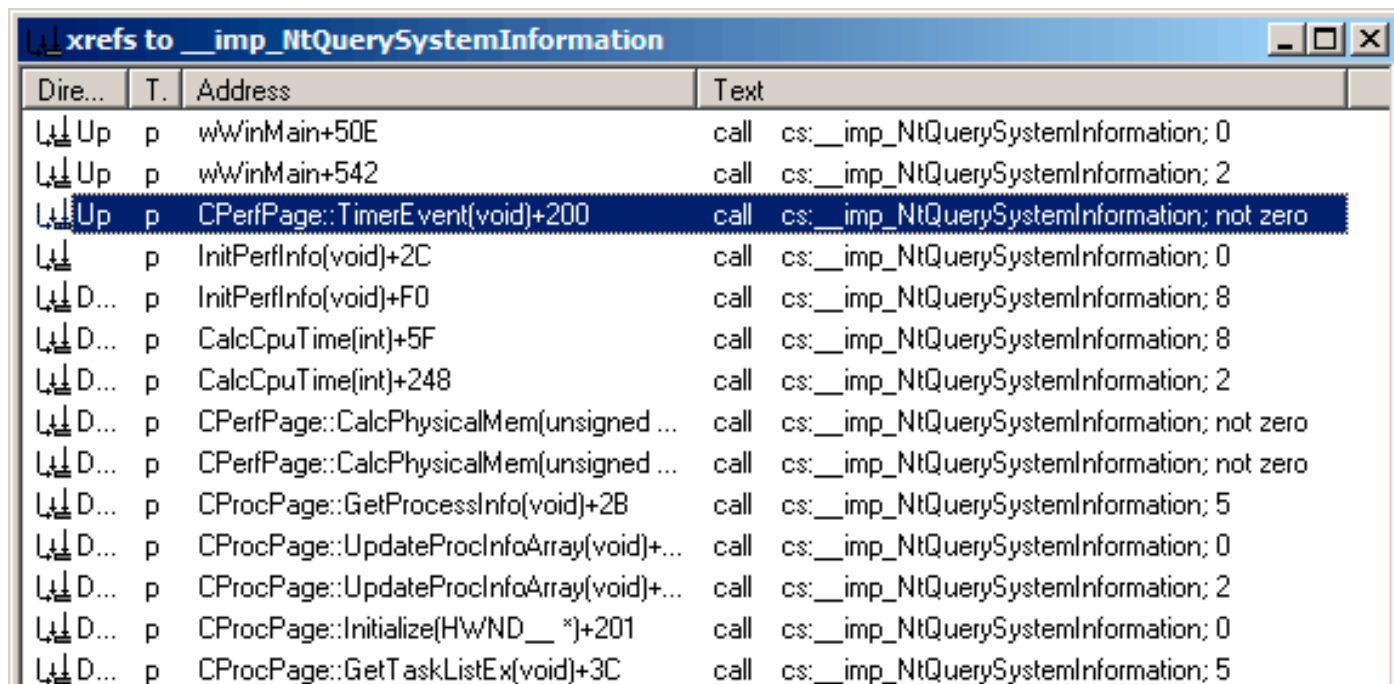 xrefs to __imp_NtQuerySystemInformation
Dire... T. Address Text
Up p wWinMain+50E call cs:__imp_NtQuerySystemInformation; 0
Up p wWinMain+542 call cs:__imp_NtQuerySystemInformation; 2
Up p CPerfPage::TimerEvent(void)+200 call cs:__imp_NtQuerySystemInformation; not zero
p InitPerfInfo(void)+2C call cs:__imp_NtQuerySystemInformation; 0
D... p InitPerfInfo(void)+F0 call cs:__imp_NtQuerySystemInformation; 8
D... p CalcCpuTime(int)+5F call cs:__imp_NtQuerySystemInformation; 8
D... p CalcCpuTime(int)+248 call cs:__imp_NtQuerySystemInformation; 2
D... p CPerfPage::CalcPhysicalMem(unsigned ... call cs:__imp_NtQuerySystemInformation; not zero
D... p CPerfPage::CalcPhysicalMem(unsigned ... call cs:__imp_NtQuerySystemInformation; not zero
D... p CProcPage::GetProcessInfo(void)+2B call cs:__imp_NtQuerySystemInformation; 5
D... p CProcPage::UpdateProcInfoArray(void)+... call cs:__imp_NtQuerySystemInformation; 0
D... p CProcPage::UpdateProcInfoArray(void)+... call cs:__imp_NtQuerySystemInformation; 2
D... p CProcPage::Initialize(HWND__ *)+201 call cs:__imp_NtQuerySystemInformation; 0
D... p CProcPage::GetTaskListEx(void)+3C call cs:__imp_NtQuerySystemInformation; 5